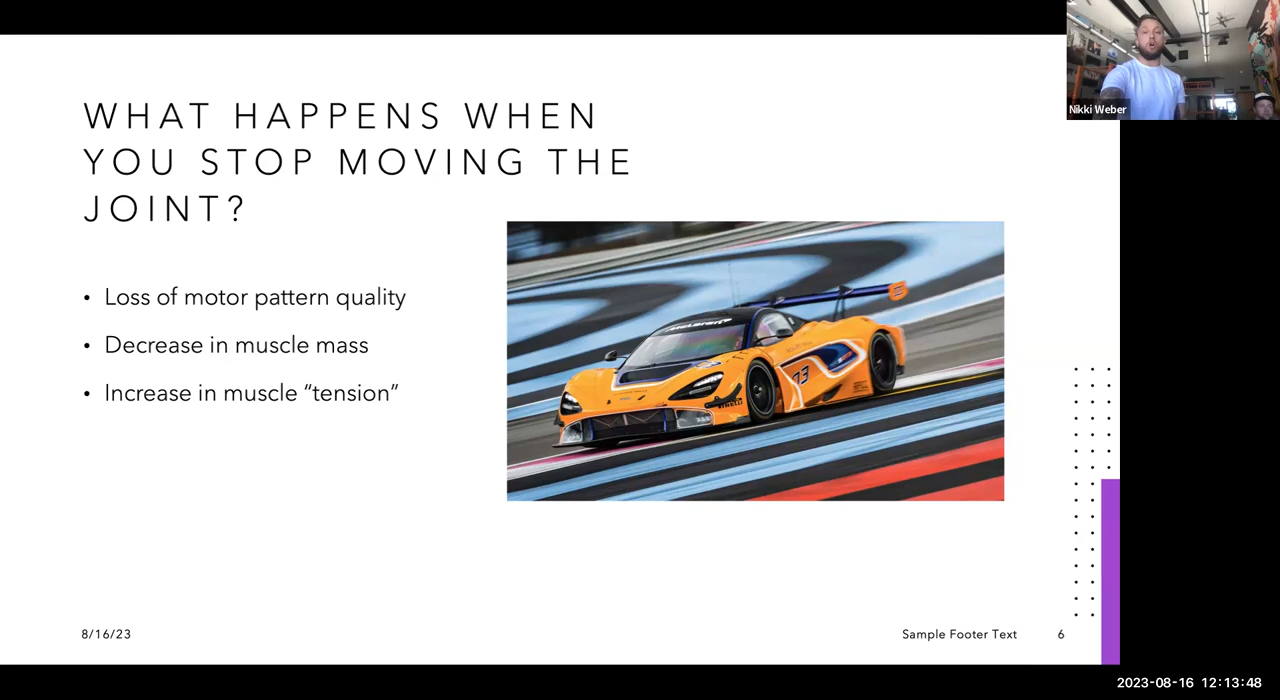 WHAT HAPPENS WHEN
YOU STOP MOVING THE
JOINT?
• Loss of motor pattern quality
• Decrease in muscle mass
• Increase in muscle “tension”
8/16/23
Sample Footer Text
6
Nikki Weber
2023-08-16 12:13:48